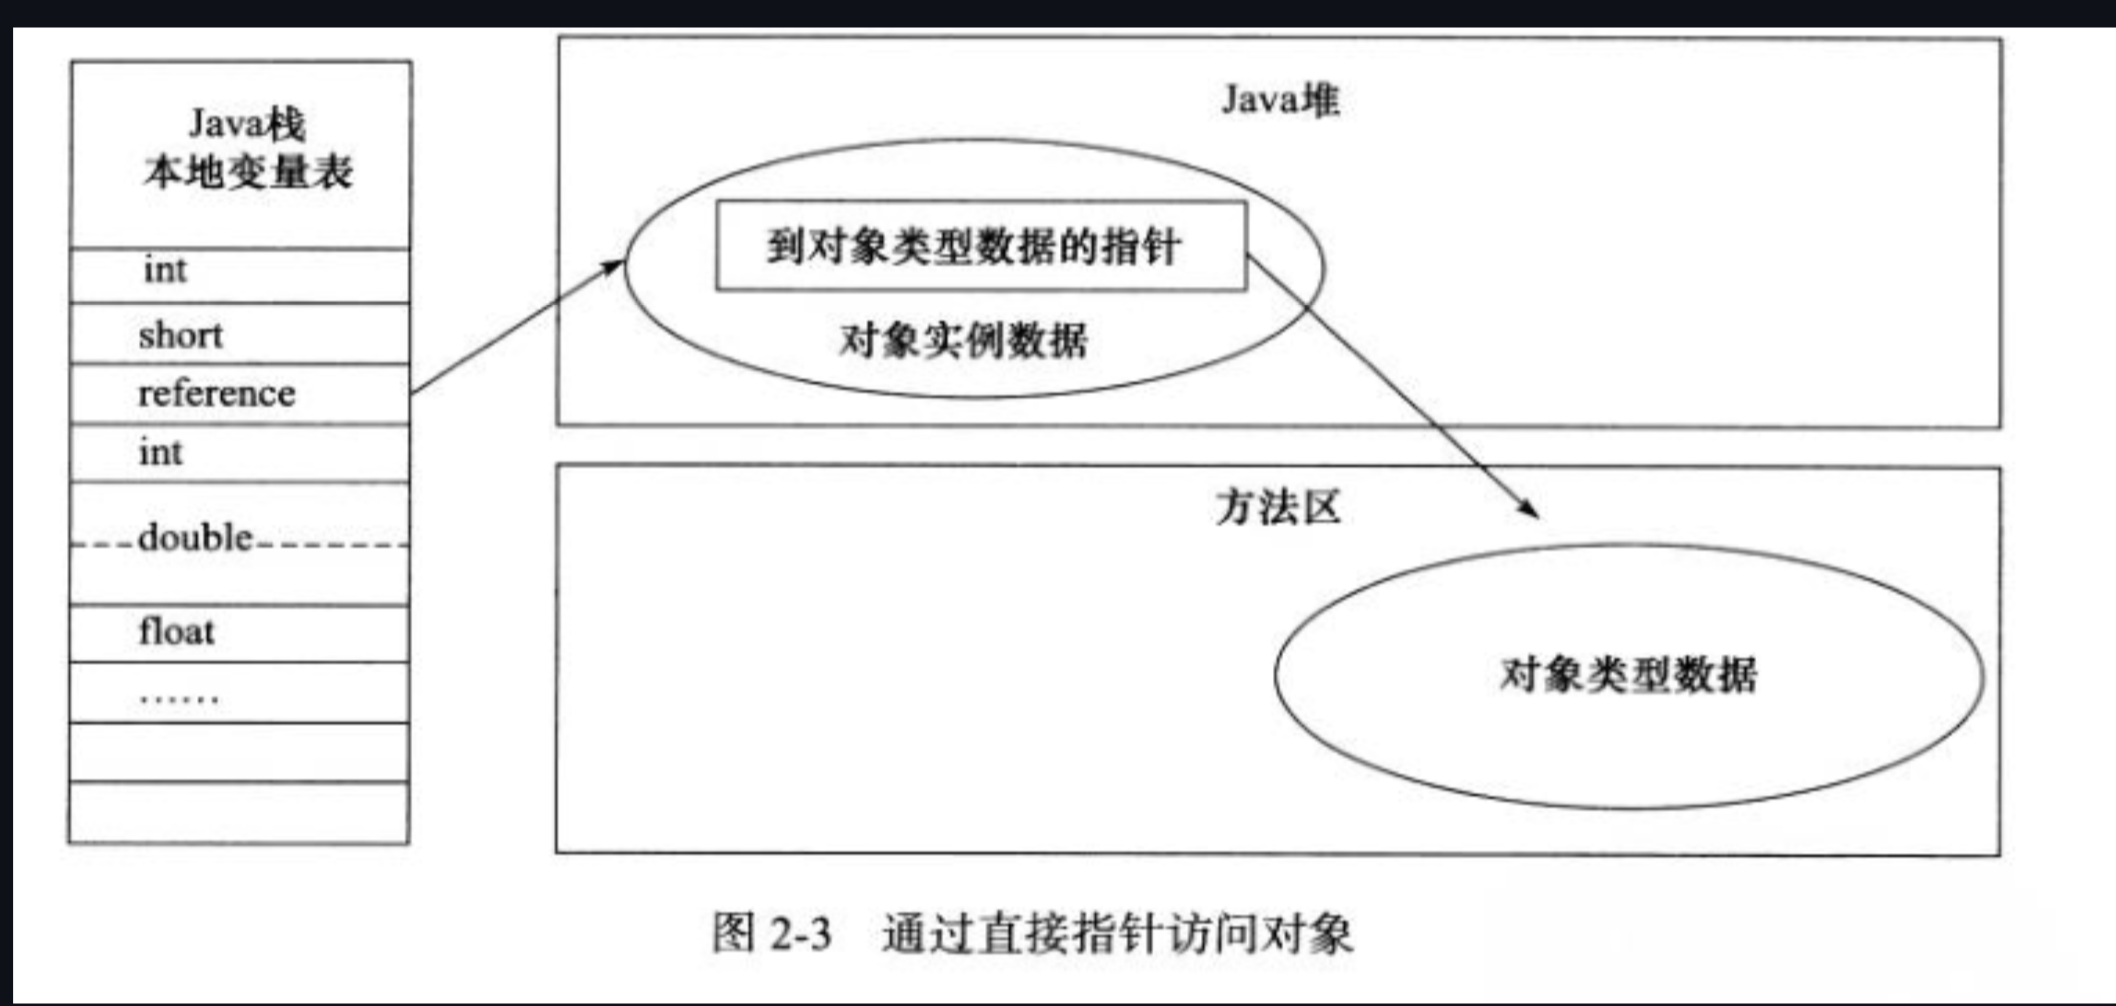 Java栈
本地变量表
int
short
reference
int
double
float
……
Java堆
到对象类型数据的指针
对象实例数据
方法区
对象类型数据
图 2-3 通过直接指针访问对象